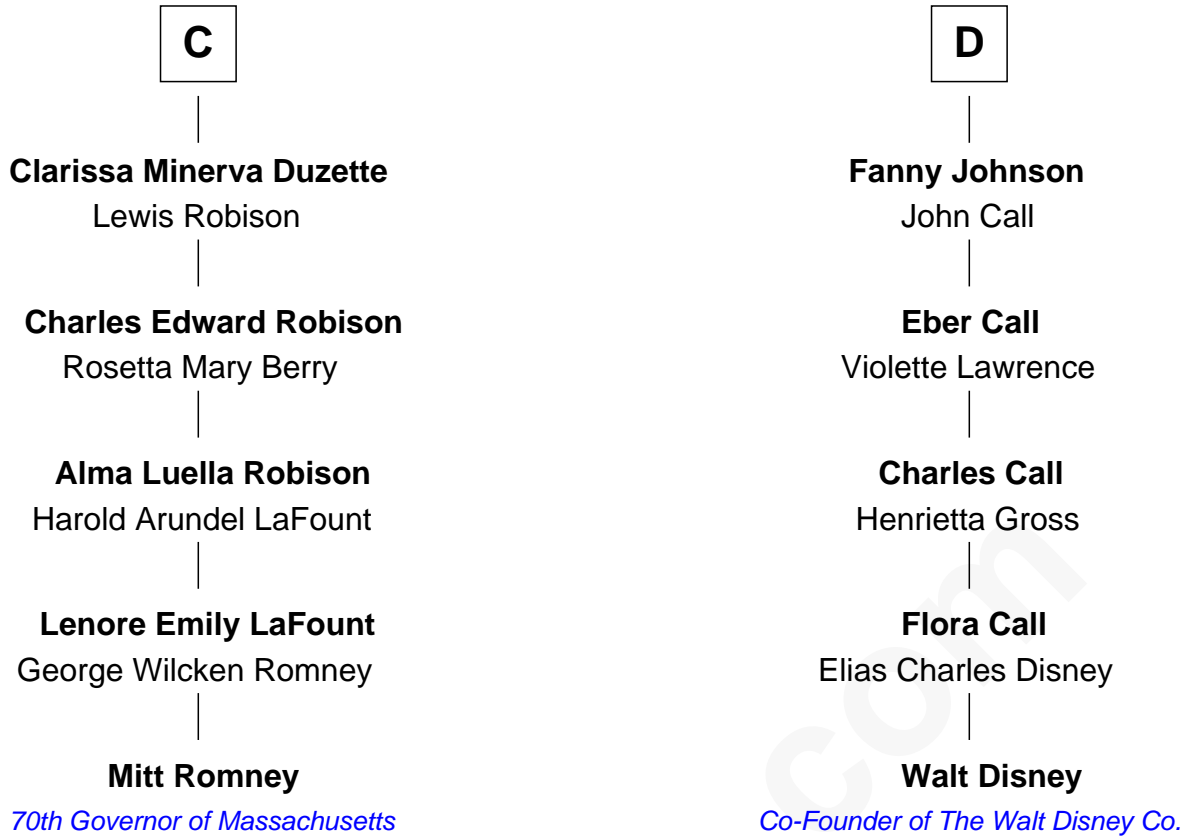 C
Clarissa Minerva Duzette
Lewis Robison
Charles Edward Robison
Rosetta Mary Berry
Alma Luella Robison
Harold Arundel LaFount
Lenore Emily LaFount
George Wilcken Romney
Mitt Romney
70th Governor of Massachusetts
D
Fanny Johnson
John Call
Eber Call
Violette Lawrence
Charles Call
Henrietta Gross
Flora Call
Elias Charles Disney
Walt Disney
Co-Founder of The Walt Disney Co.
com